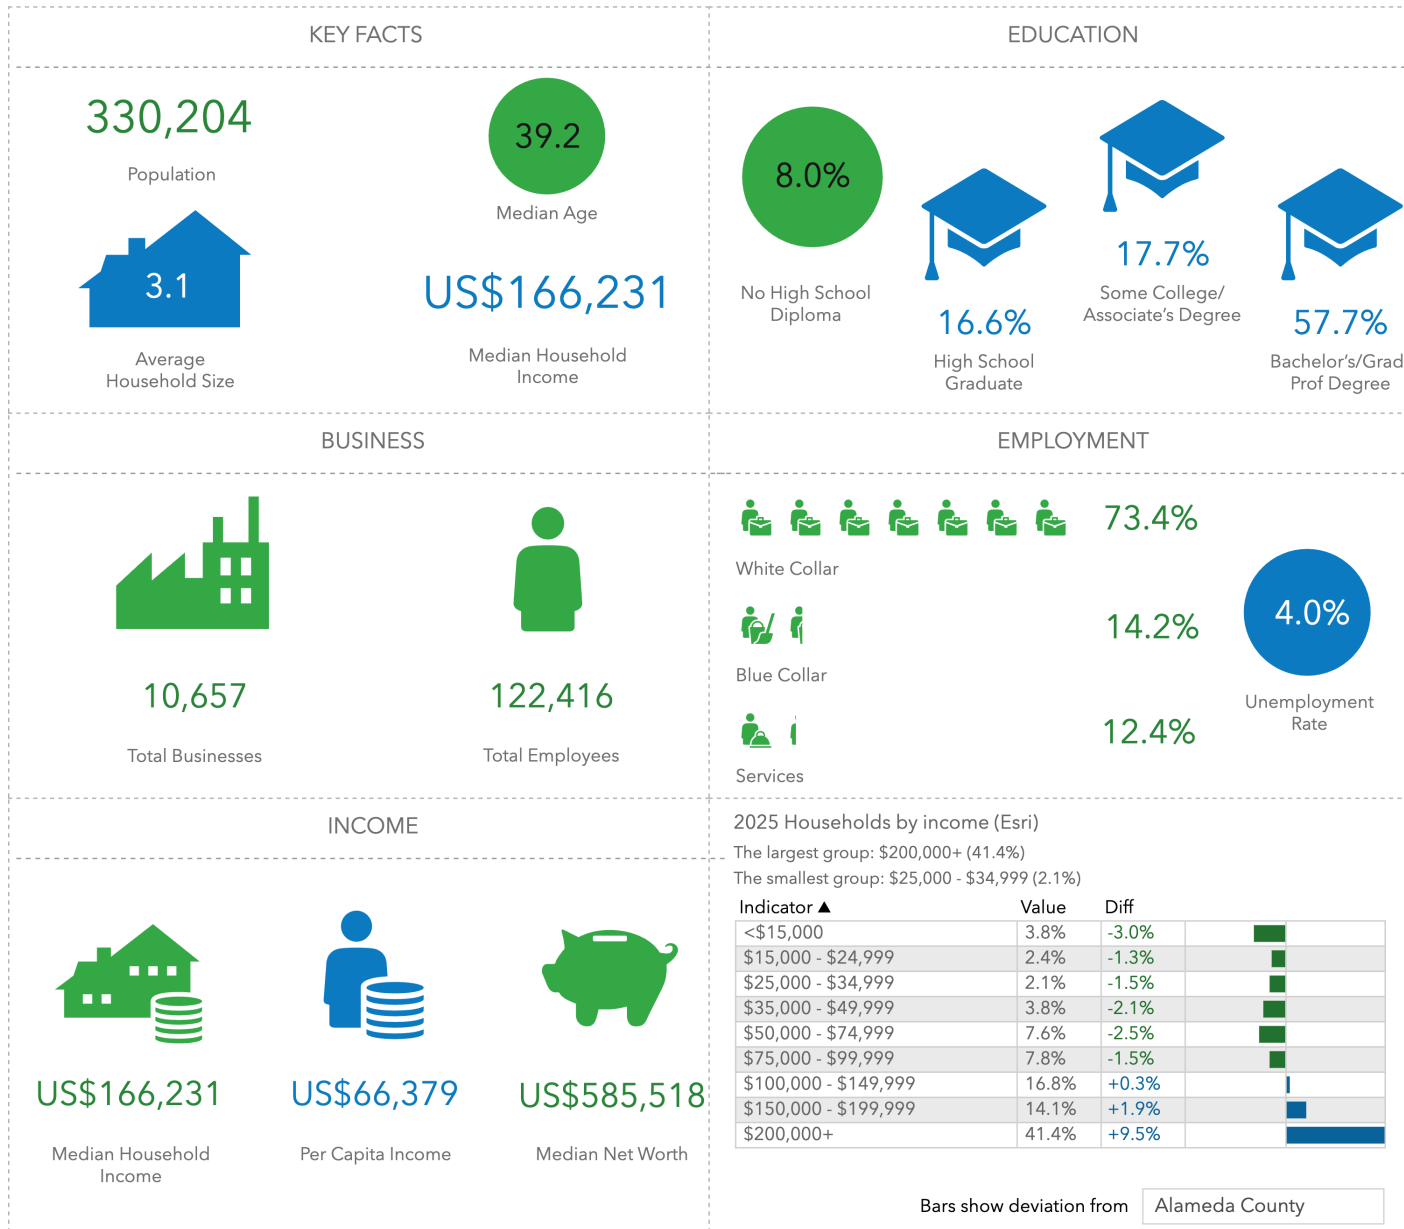 KEY FACTS
330,204
Population
39.2
Median Age
3.1
Average
Household Size
US$166,231
Median Household
Income
EDUCATION
8.0%
No High School
Diploma
16.6%
High School
Graduate
17.7%
Some College/
Associate's Degree
57.7%
Bachelor's/Grad
Prof Degree
BUSINESS
10,657
Total Businesses
122,416
Total Employees
EMPLOYMENT
73.4%
White Collar
14.2%
Blue Collar
12.4%
Services
4.0%
Unemployment
Rate
INCOME
US$166,231
Median Household
Income
US$66,379
Per Capita Income
US$585,518
Median Net Worth
2025 Households by income (Esri)
The largest group: $200,000+ (41.4%)
The smallest group: $25,000 - $34,999 (2.1%)
Indicator ▲ Value Diff
<$15,000 3.8% -3.0%
$15,000 - $24,999 2.4% -1.3%
$25,000 - $34,999 2.1% -1.5%
$35,000 - $49,999 3.8% -2.1%
$50,000 - $74,999 7.6% -2.5%
$75,000 - $99,999 7.8% -1.5%
$100,000 - $149,999 16.8% +0.3%
$150,000 - $199,999 14.1% +1.9%
$200,000+ 41.4% +9.5%
Bars show deviation from Alameda County